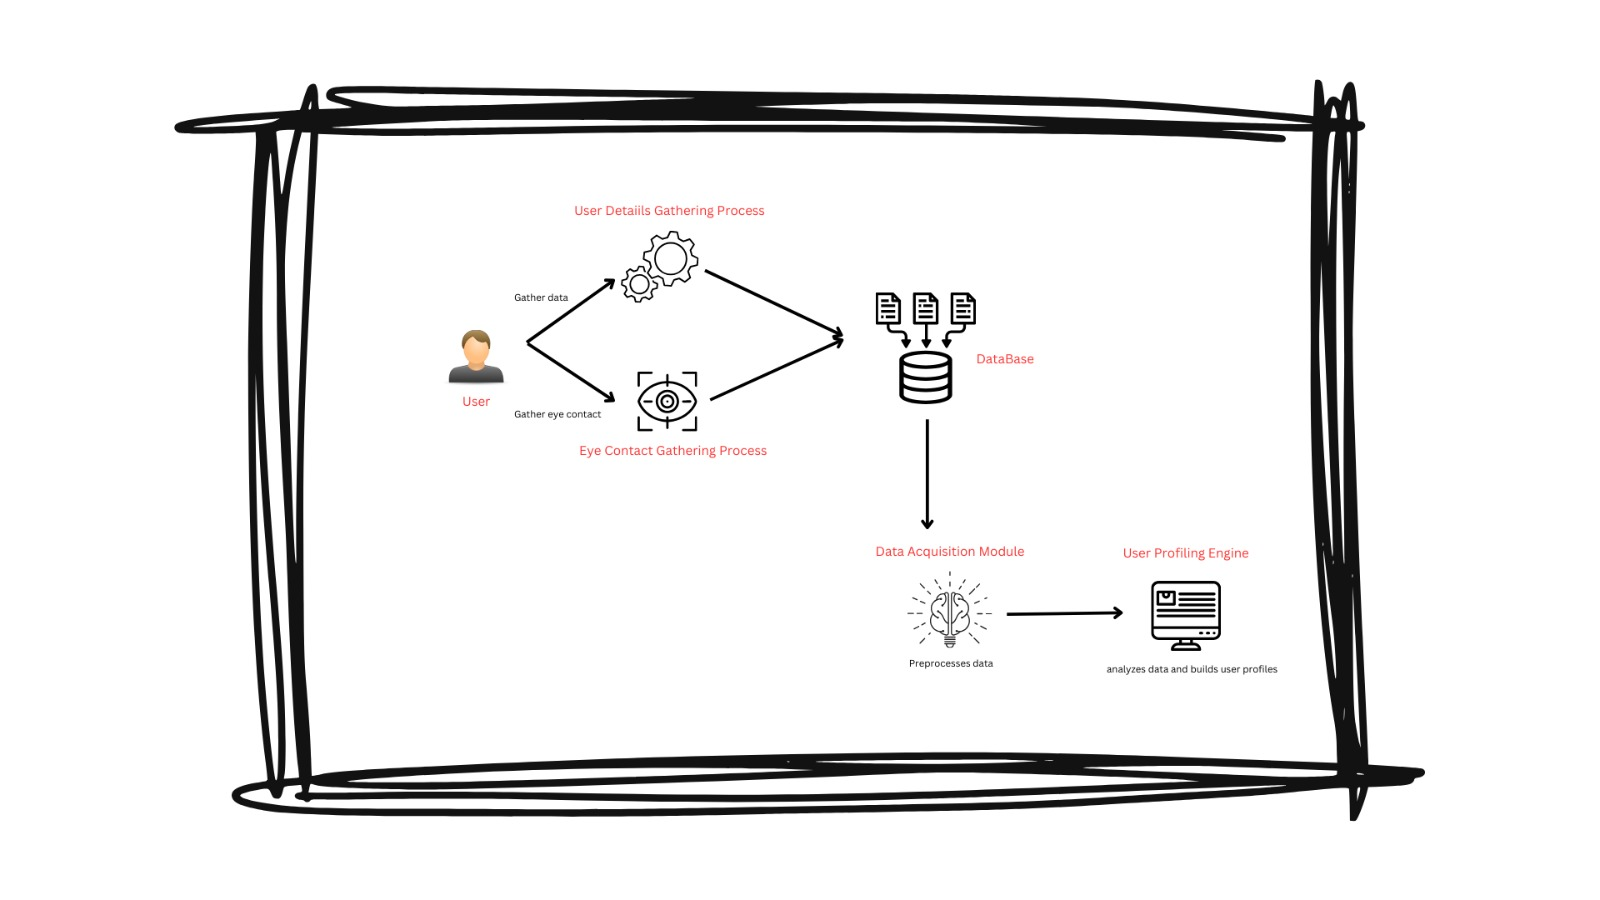 User Detaiils Gathering Process
Gather data
User
Gather eye contact
Eye Contact Gathering Process
DataBase
Data Acquisition Module
Preprocesses data
User Profiling Engine
analyzes data and builds user profiles